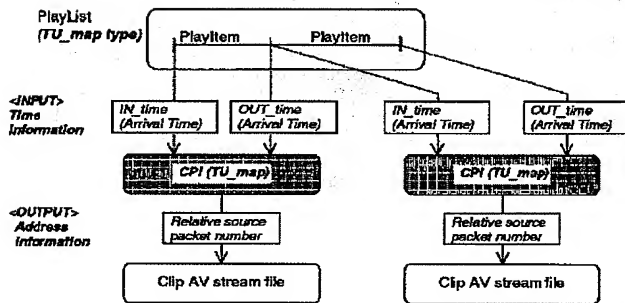 PlayList
(TU_map type)
PlayItem PlayItem
<INPUT>
Time
Information
IN_time
(Arrival Time)
OUT_time
(Arrival Time)
IN_time
(Arrival Time)
OUT_time
(Arrival Time)
CPI (TU_map)
CPI (TU_map)
<OUTPUT>
Address
Information
Relative source
packet number
Relative source
packet number
Clip AV stream file
Clip AV stream file